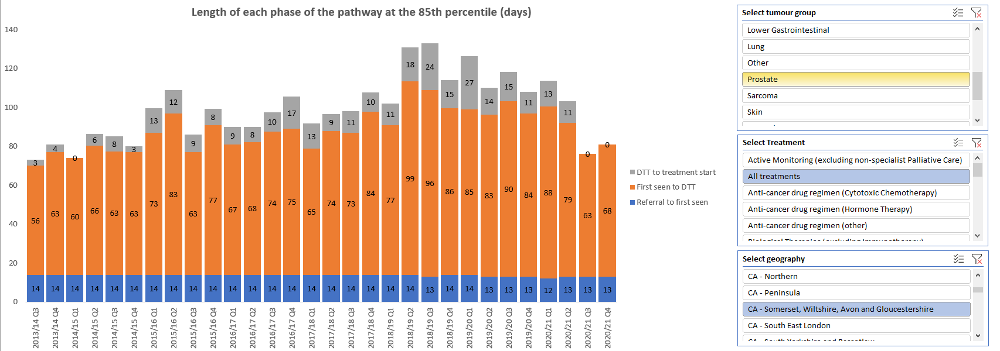 Length of each phase of the pathway at the 85th percentile (days)
140
120
100
80
60
40
20
0
3 4 0 6 8 3 13 12 9 8 9 8 10 17 13 9 11 10 11 18 24 15 27 14 15 11 13 11 0 0
56 63 60 66 63 63 73 83 63 77 67 68 74 75 65 74 73 84 77 99 96 86 85 83 90 84 88 79 63 68
14 14 14 14 14 14 14 14 14 14 14 14 14 14 14 14 14 14 14 14 13 14 14 13 13 13 12 13 13 13
2013/14 Q3
2013/14 Q4
2014/15 Q1
2014/15 Q2
2014/15 Q3
2014/15 Q4
2015/16 Q1
2015/16 Q2
2015/16 Q3
2015/16 Q4
2016/17 Q1
2016/17 Q2
2016/17 Q3
2016/17 Q4
2017/18 Q1
2017/18 Q2
2017/18 Q3
2017/18 Q4
2018/19 Q1
2018/19 Q2
2018/19 Q3
2018/19 Q4
2019/20 Q1
2019/20 Q2
2019/20 Q3
2019/20 Q4
2020/21 Q1
2020/21 Q2
2020/21 Q3
2020/21 Q4
DTT to treatment start
First seen to DTT
Referral to first seen
Select tumour group
Lower Gastrointestinal
Lung
Other
Prostate
Sarcoma
Skin
Select Treatment
Active Monitoring (excluding non-specialist Palliative Care)
All treatments
Anti-cancer drug regimen (Cytotoxic Chemotherapy)
Anti-cancer drug regimen (Hormone Therapy)
Anti-cancer drug regimen (other)
Biological Therapies (excluding Immunotherapy)
Select geography
CA - Northern
CA - Peninsula
CA - Somerset, Wiltshire, Avon and Gloucestershire
CA - South East London
CA - South Yorkshire and Bassetlaw